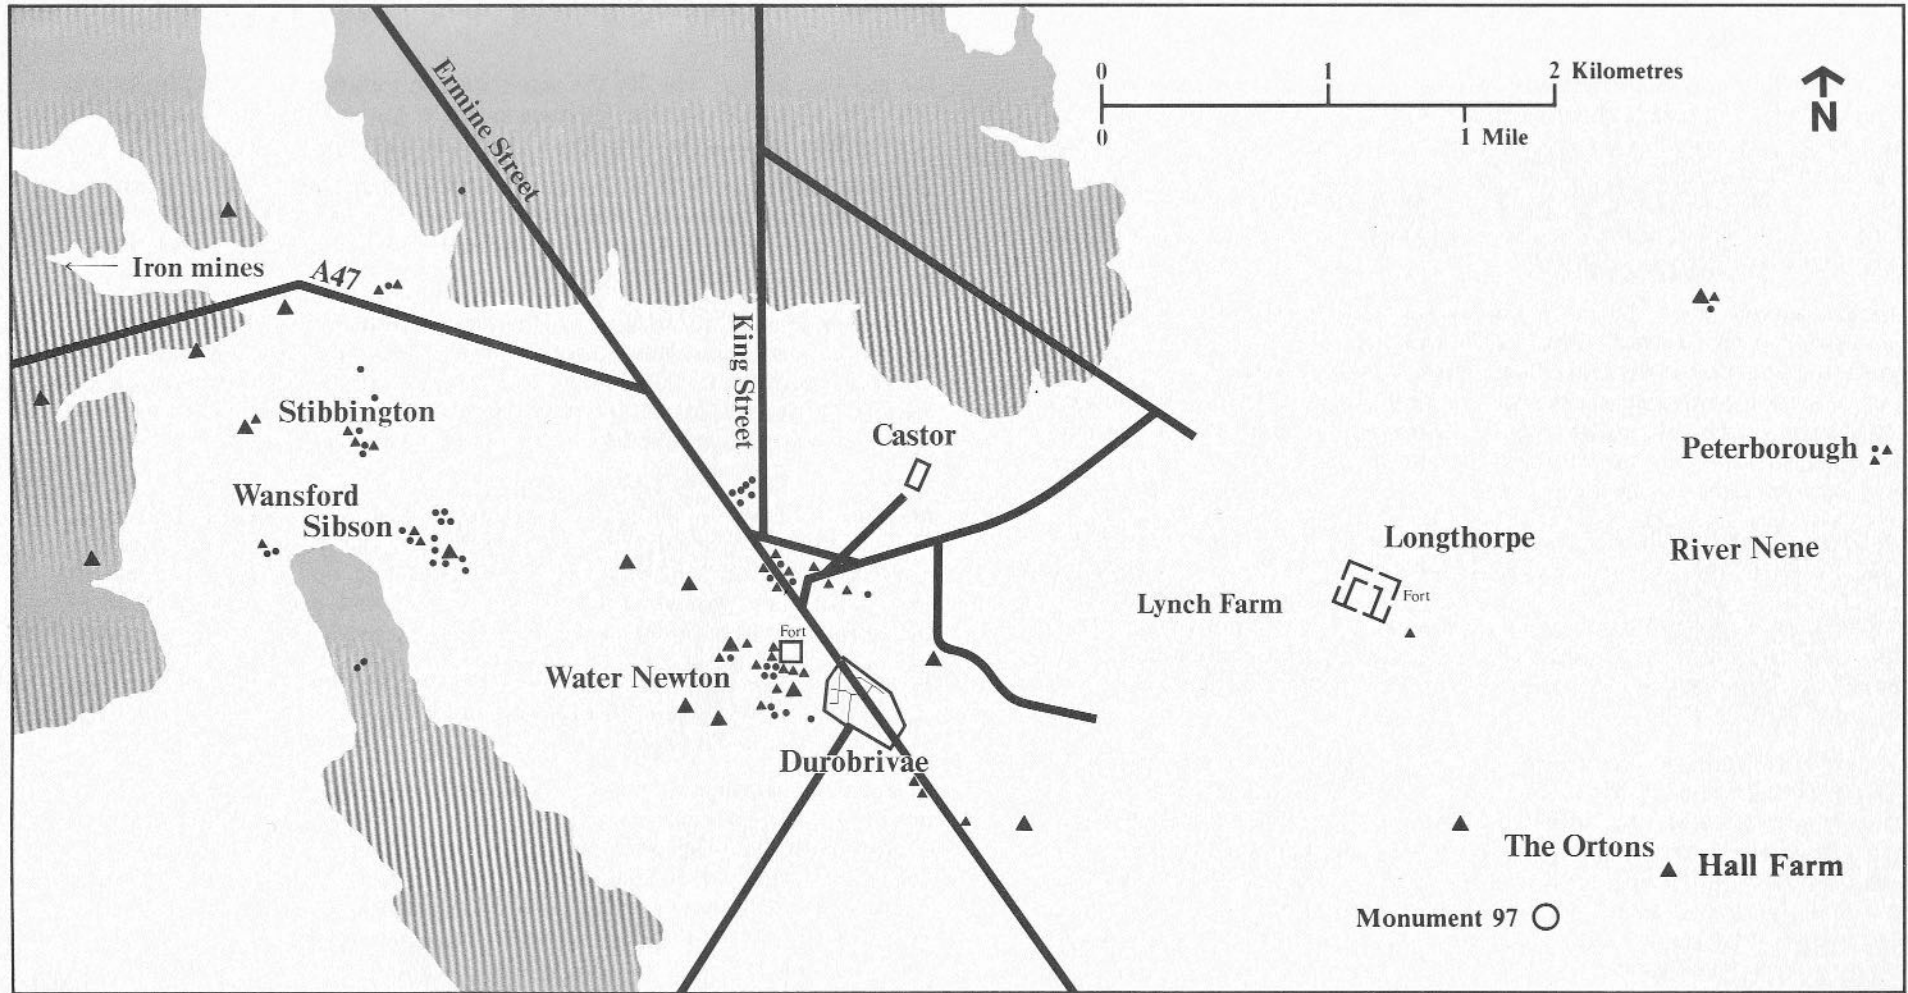 0 1 2 Kilometres
0 1 Mile
N
Ermine Street
Iron mines
A47
King Street
Stibbington
Castor
Peterborough
Wansford
Sibson
Longthorpe
River Nene
Fort
Lynch Farm
Fort
Water Newton
Durobrivae
The Ortons
Hall Farm
Monument 97